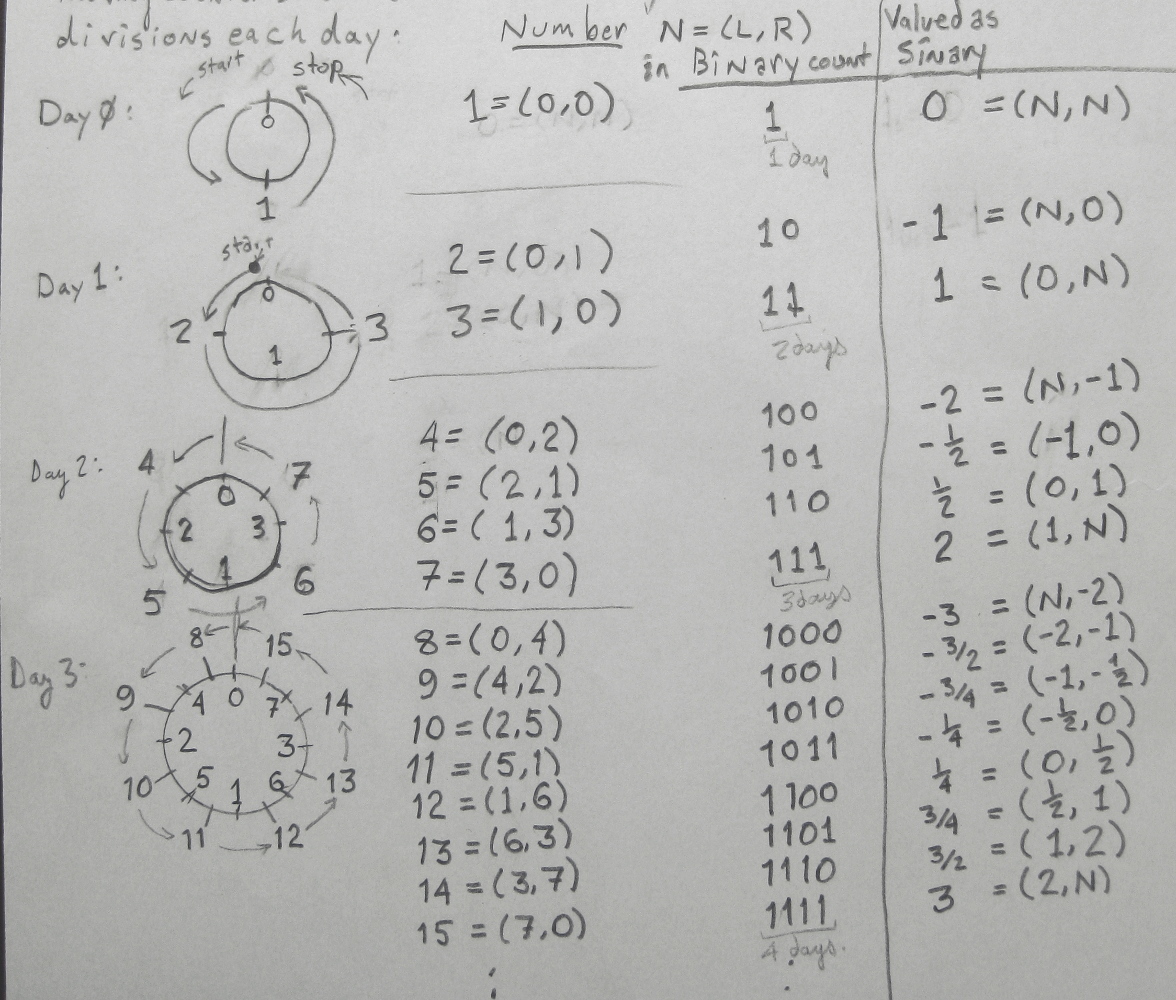 divisions each day:
Number N = (L, R) in Binary count
Valued as Sinary
Day 0:
start stop
0
1
1 = (0,0)
1
1 day
0 = (N, N)
Day 1:
start
0
2 3
1
2 = (0, 1) 10 -1 = (N, 0)
3 = (1, 0) 11 1 = (0, N)
2 days
Day 2:
4 7
0
2 3
1
5 6
4 = (0,2) 100 -2 = (N, -1)
5 = (2,1) 101 -1/2 = (-1, 0)
6 = (1,3) 110 1/2 = (0, 1)
7 = (3,0) 111 2 = (1, N)
3 days
Day 3:
8 15
9 4 0 7 14
2 3
10 5 1 6 13
11 12
8 = (0,4) 1000 -3 = (N, -2)
9 = (4,2) 1001 -3/2 = (-2, -1)
10 = (2,5) 1010 -3/4 = (-1, -1/2)
11 = (5,1) 1011 -1/4 = (-1/2, 0)
12 = (1,6) 1100 1/4 = (0, 1/2)
13 = (6,3) 1101 3/4 = (1/2, 1)
14 = (3,7) 1110 3/2 = (1, 2)
15 = (7,0) 1111 3 = (2, N)
4 days.